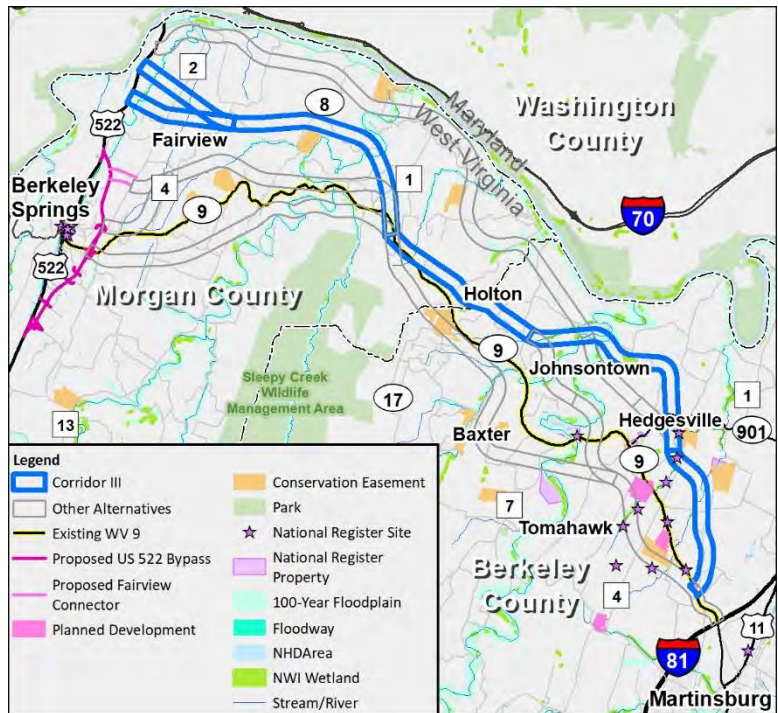 2
8
522
Fairview
Maryland
West Virginia
Washington
County
1
4
9
Berkeley
Springs
70
522
Morgan County
Holton
9
Johnsontown
Sleepy Creek
Wildlife
Management Area
17
1
13
Baxter
Hedgesville
901
9
7
Tomahawk
Berkeley
County
4
11
81
Martinsburg
Legend
Corridor III
Other Alternatives
Existing WV 9
Proposed US 522 Bypass
Proposed Fairview
Connector
Planned Development
Conservation Easement
Park
National Register Site
National Register
Property
100-Year Floodplain
Floodway
NHDArea
NWI Wetland
Stream/River